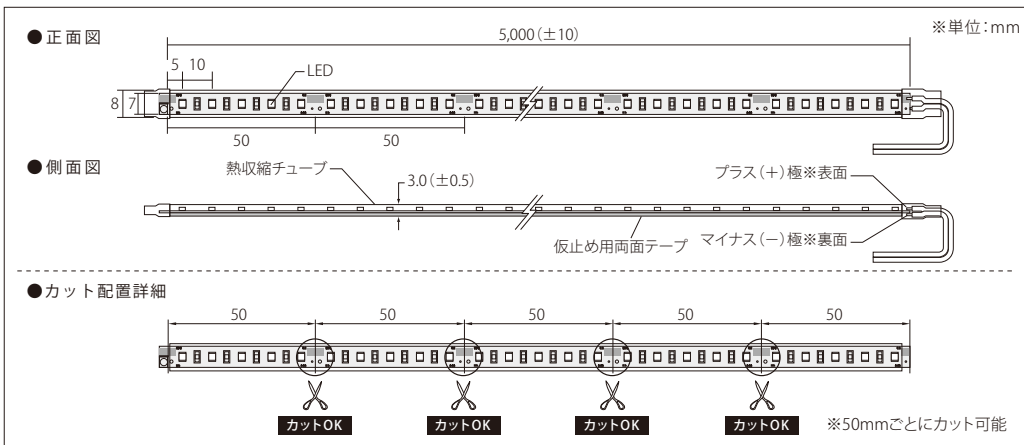 ●正面図
※単位：mm
5,000（±10）
5
10
LED
8
7
50
50
●側面図
熱収縮チューブ
3.0（±0.5）
プラス（+）極※表面
仮止め用両面テープ
マイナス（−）極※裏面
●カット配置詳細
50
50
50
50
50
カットOK
カットOK
カットOK
カットOK
※50mmごとにカット可能